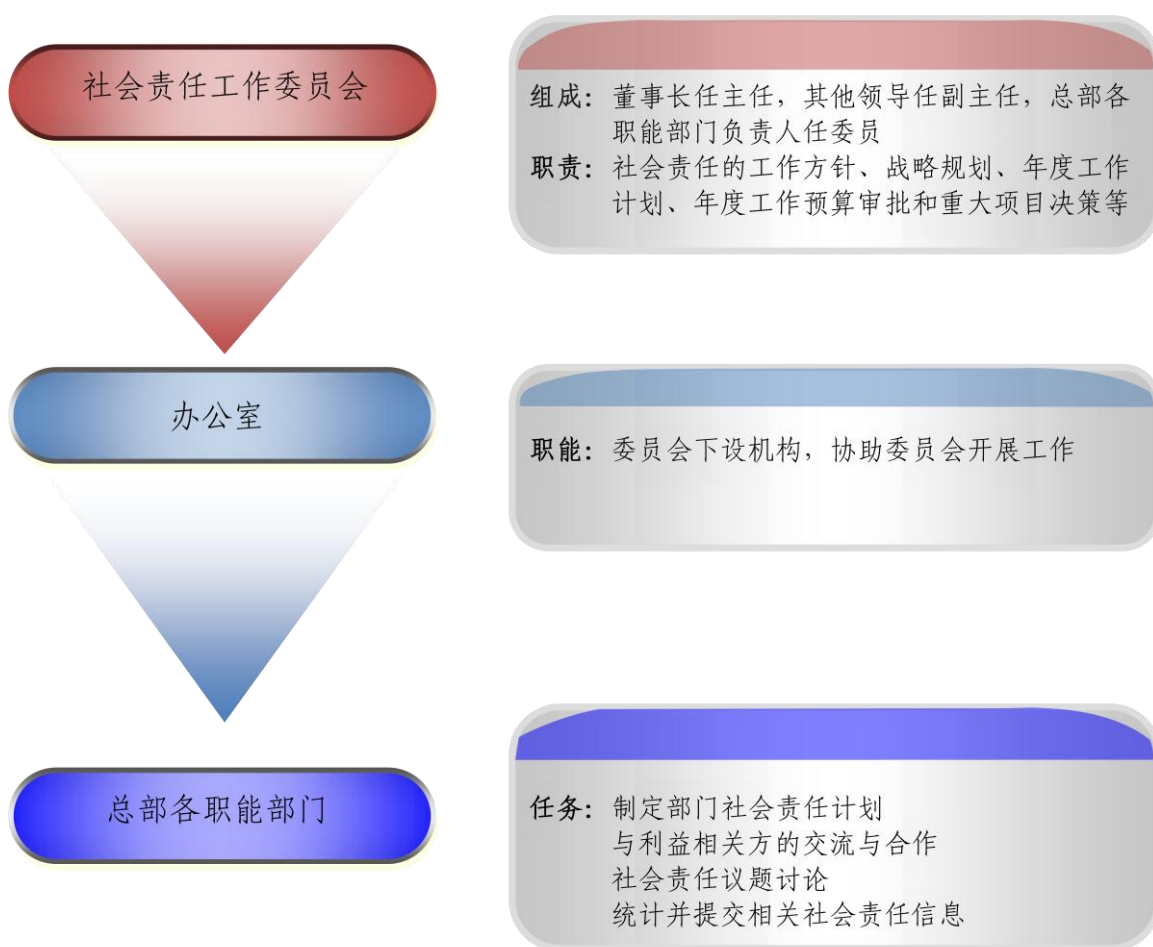 社会责任工作委员会
组成：董事长任主任，其他领导任副主任，总部各
职能部门负责人任委员
职责：社会责任的工作方针、战略规划、年度工作
计划、年度工作预算审批和重大项目决策等
办公室
职能：委员会下设机构，协助委员会开展工作
总部各职能部门
任务：制定部门社会责任计划
与利益相关方的交流与合作
社会责任议题讨论
统计并提交相关社会责任信息